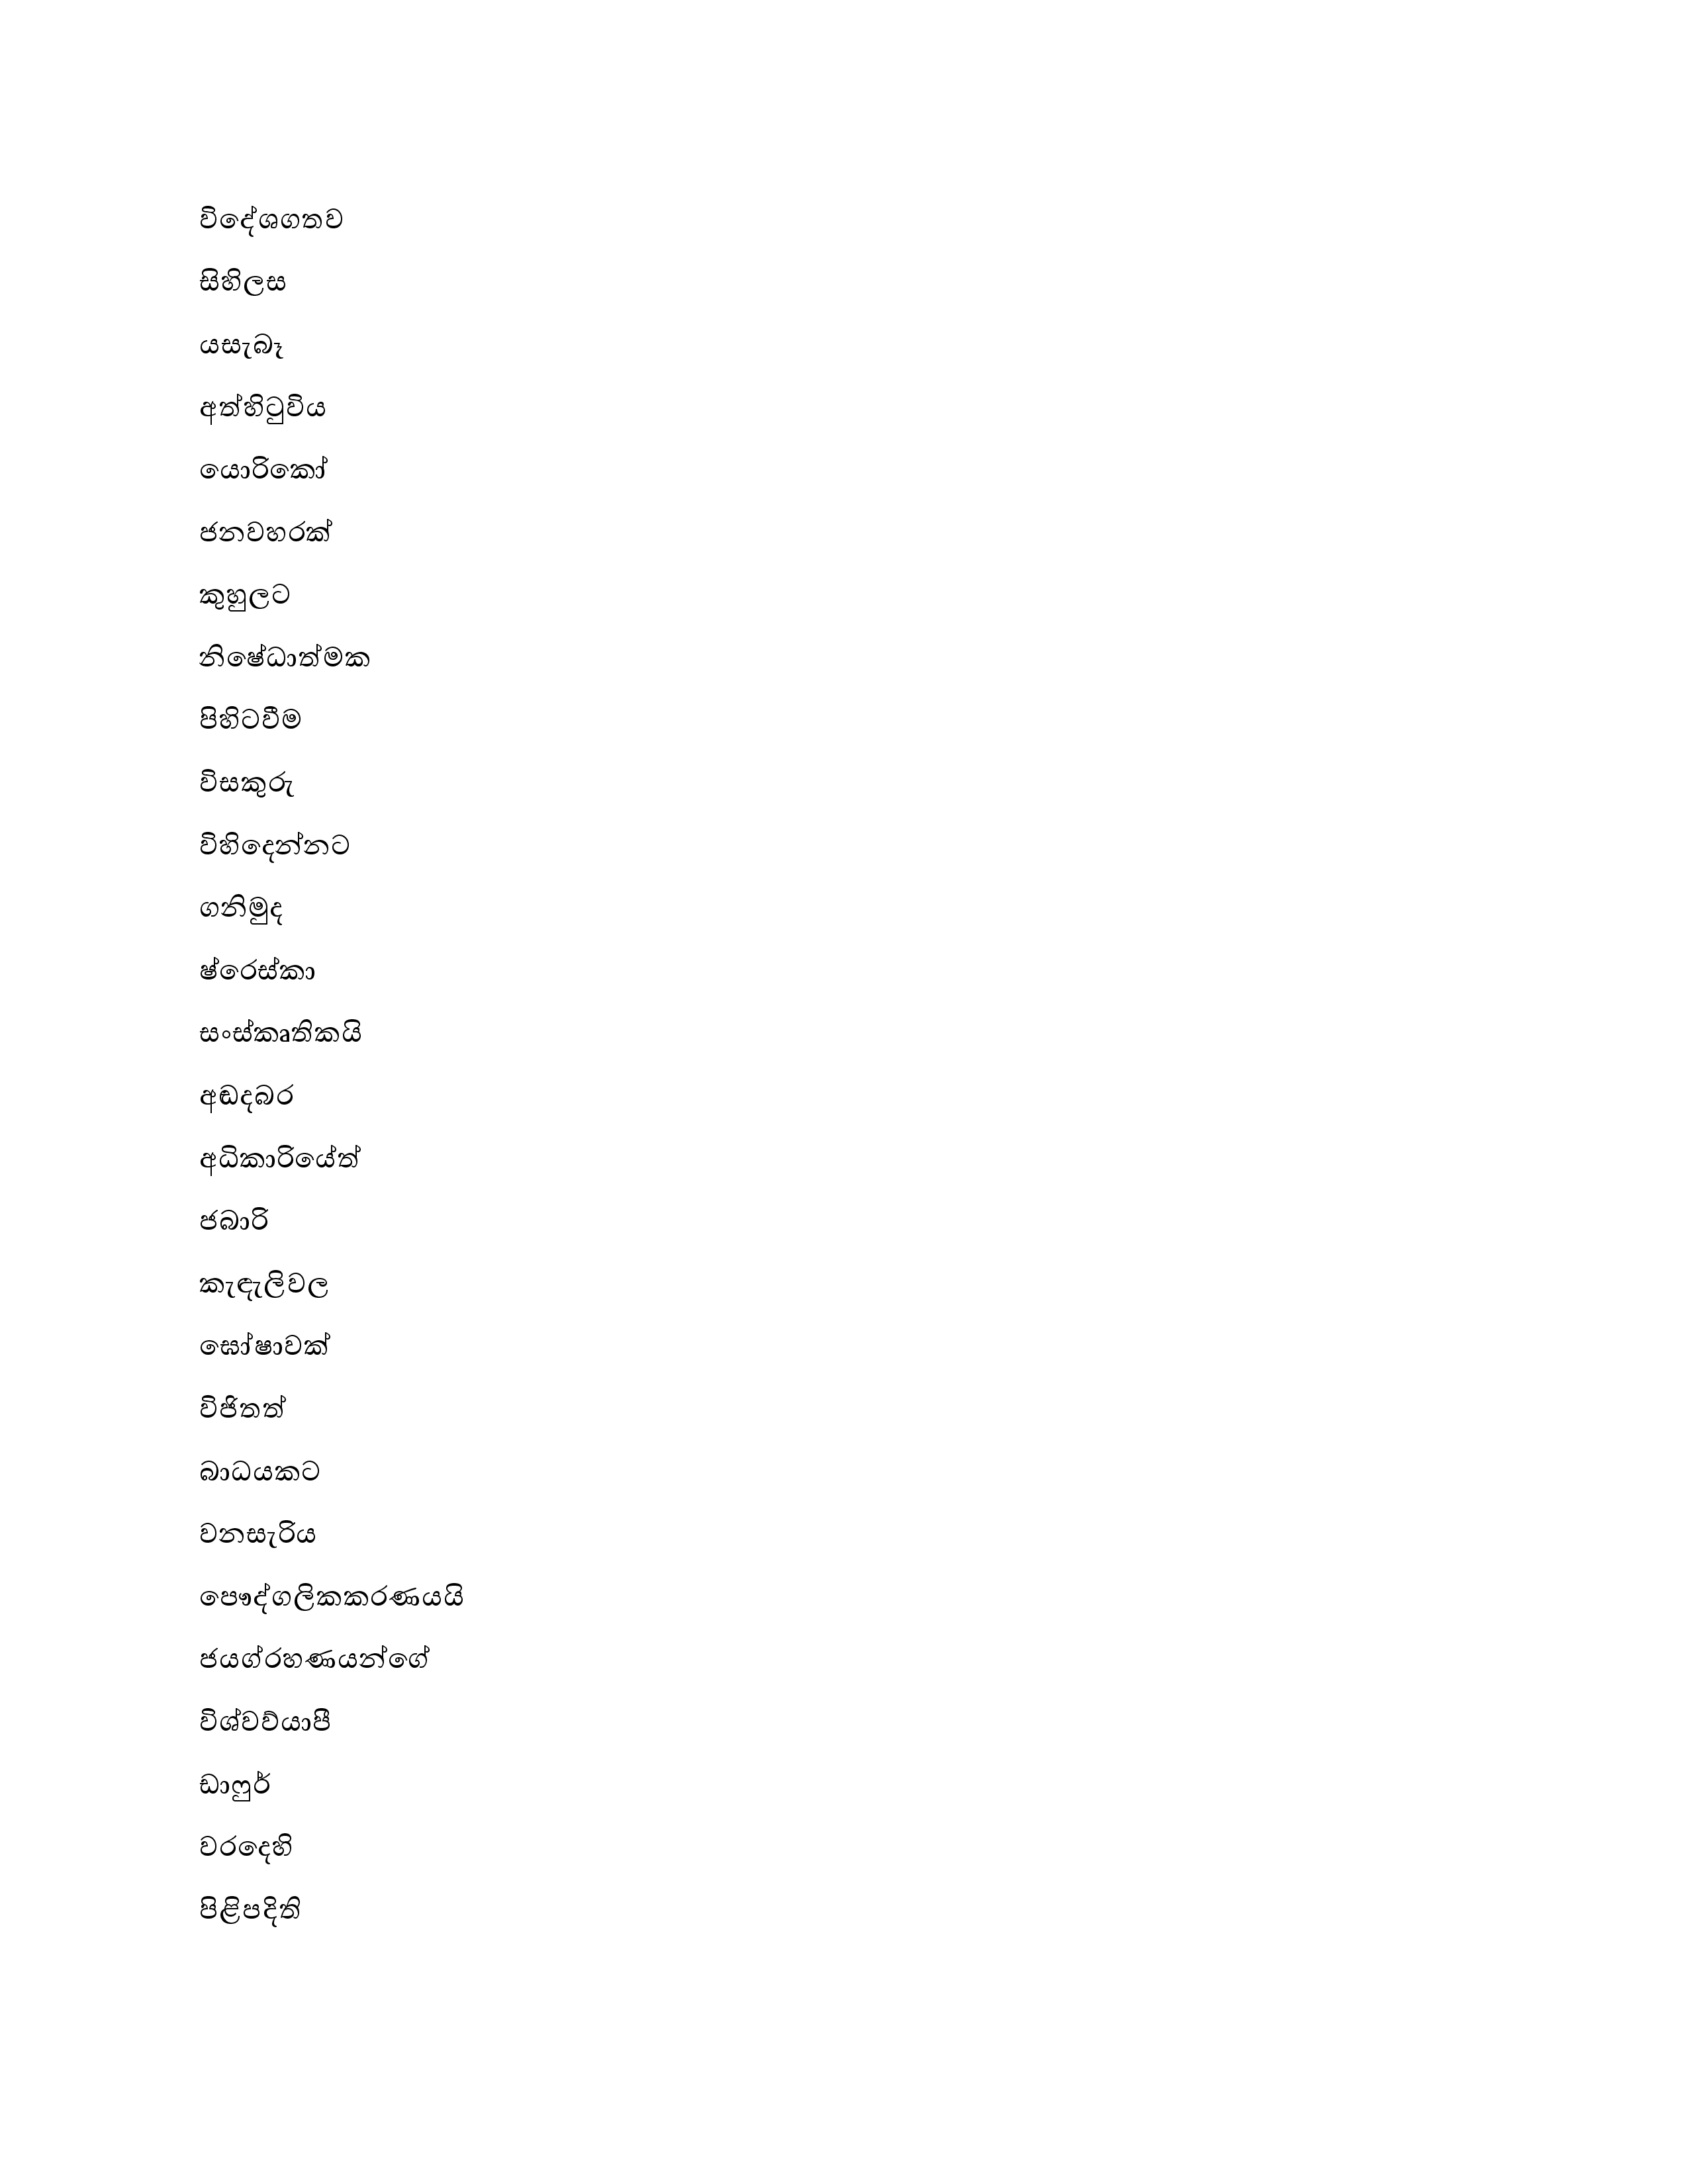 විදේශගතව
සිහිලස
යසැබෑ
අත්හිටුවිය
යොරිකෝ
ජනවහරක්
කුහුලට
නිෂේධාත්මක
පිහිටවීම
විසකුරු
විහිදෙන්නට
ගනිමුද
ෂ්රෙස්කා
සංස්කෘතිකයි
අඬදබර
අධිකාරියේත්
ජබාරි
කැඳැලිවල
ඝෝෂාවක්
විජිතත්
බාධයකට
වනසැරිය
පෞද්ගලිකකරණයයි
ජයග්රහණයන්ගේ
විශ්වව්යාපී
ඩාෆුර්
වරදෙහි
පිළිපදිති